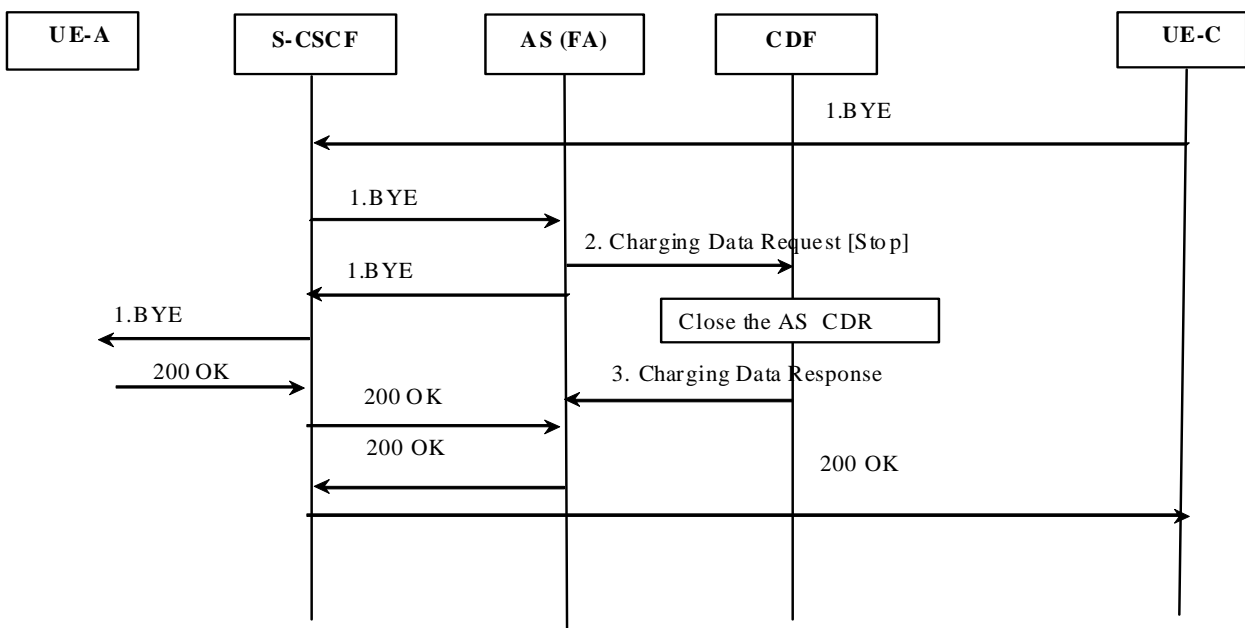 UE-A
S-CSCF
AS (FA)
CDF
UE-C
1.BYE
1.BYE
2. Charging Data Request [Stop]
1.BYE
1.BYE
Close the AS CDR
200 OK
3. Charging Data Response
200 OK
200 OK
200 OK